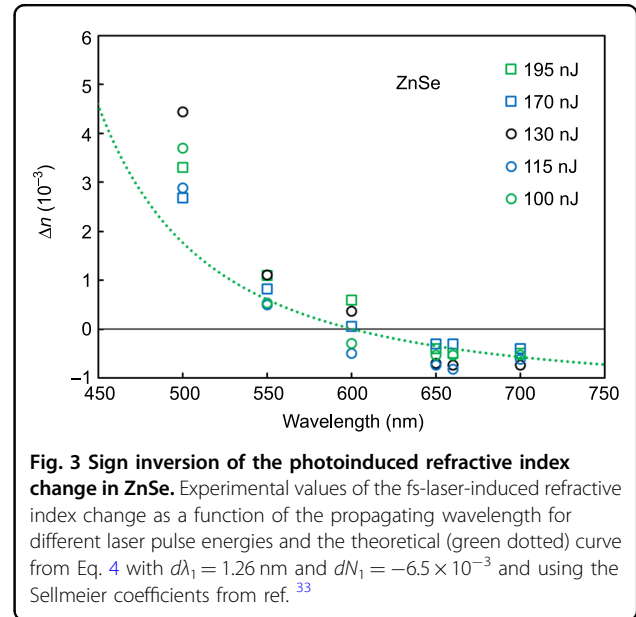 6
5
4
3
2
1
0
−1
Δn (10⁻³)
ZnSe
195 nJ
170 nJ
130 nJ
115 nJ
100 nJ
450 500 550 600 650 700 750
Wavelength (nm)
Fig. 3 Sign inversion of the photoinduced refractive index
change in ZnSe. Experimental values of the fs-laser-induced refractive
index change as a function of the propagating wavelength for
different laser pulse energies and the theoretical (green dotted) curve
from Eq. 4 with dλ₁ = 1.26 nm and dN₁ = −6.5 × 10⁻³ and using the
Sellmeier coefficients from ref. ³³